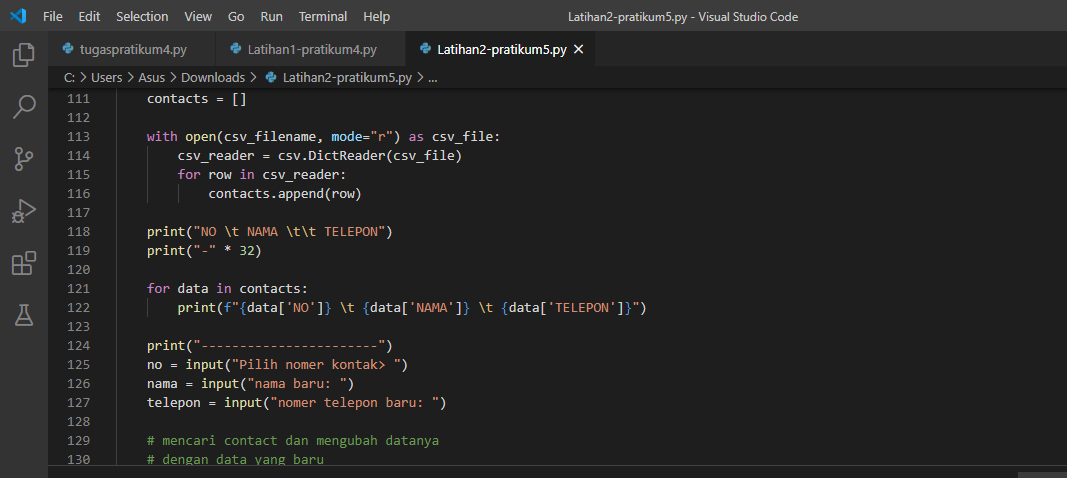 File Edit Selection View Go Run Terminal Help Latihan2-pratikum5.py - Visual Studio Code
tugaspratikum4.py Latihan1-pratikum4.py Latihan2-pratikum5.py
C: > Users > Asus > Downloads > Latihan2-pratikum5.py > ...
111 contacts = []
112
113 with open(csv_filename, mode="r") as csv_file:
114 csv_reader = csv.DictReader(csv_file)
115 for row in csv_reader:
116 contacts.append(row)
117
118 print("NO \t NAMA \t\t TELEPON")
119 print("-" * 32)
120
121 for data in contacts:
122 print(f"{data['NO']} \t {data['NAMA']} \t {data['TELEPON']}")
123
124 print("-----------------------")
125 no = input("Pilih nomer kontak> ")
126 nama = input("nama baru: ")
127 telepon = input("nomer telepon baru: ")
128
129 # mencari contact dan mengubah datanya
130 # dengan data yang baru